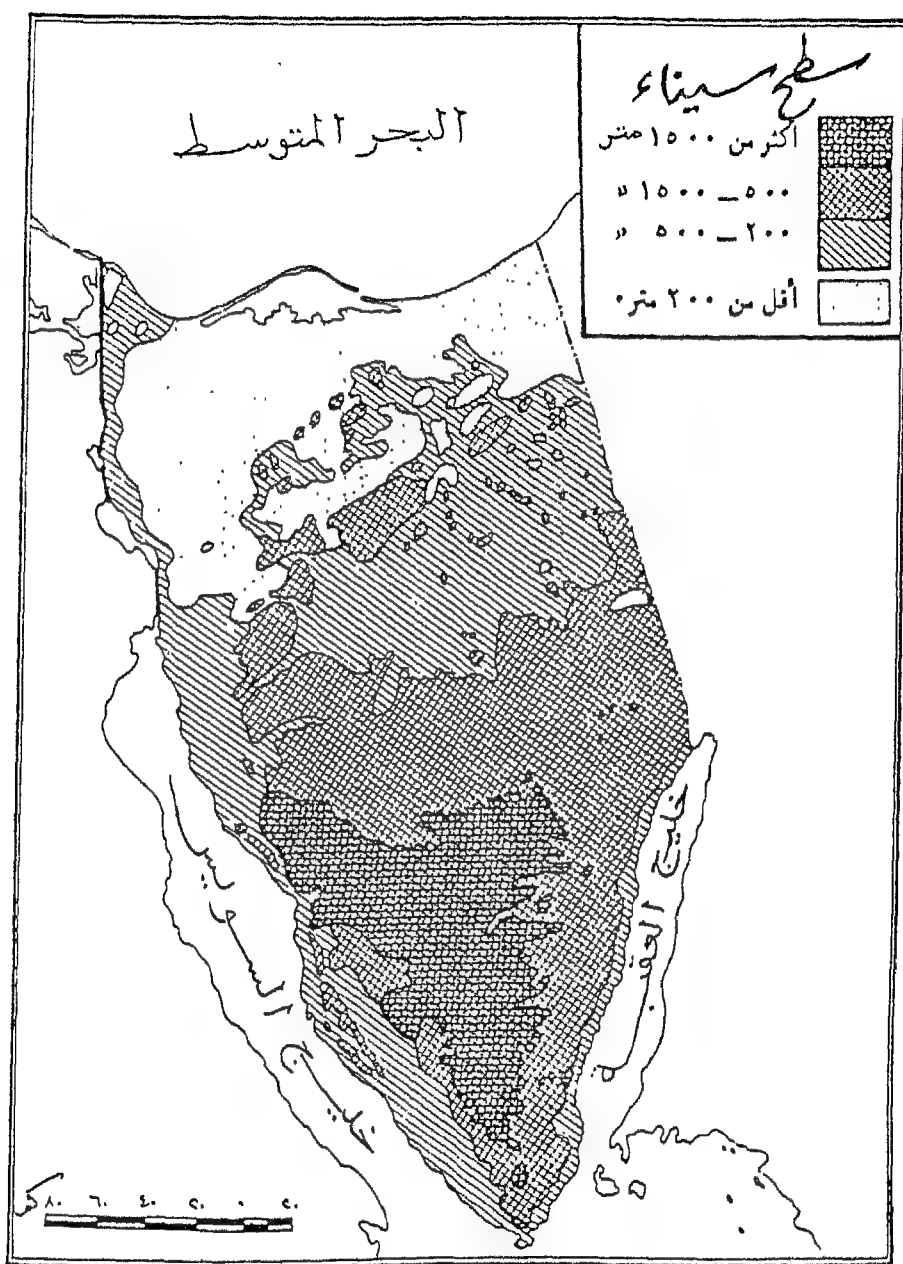 سطح سيناء
أكثر من ١٥٠٠ متر
٥٠٠ — ١٥٠٠ »
٢٠٠ — ٥٠٠ »
أقل من ٢٠٠ متر٠
البحر المتوسط
خليج السويس
خليج العقبة
٨٠ ٦٠ ٤٠ ٢٠ ٠ ٢٠
كم